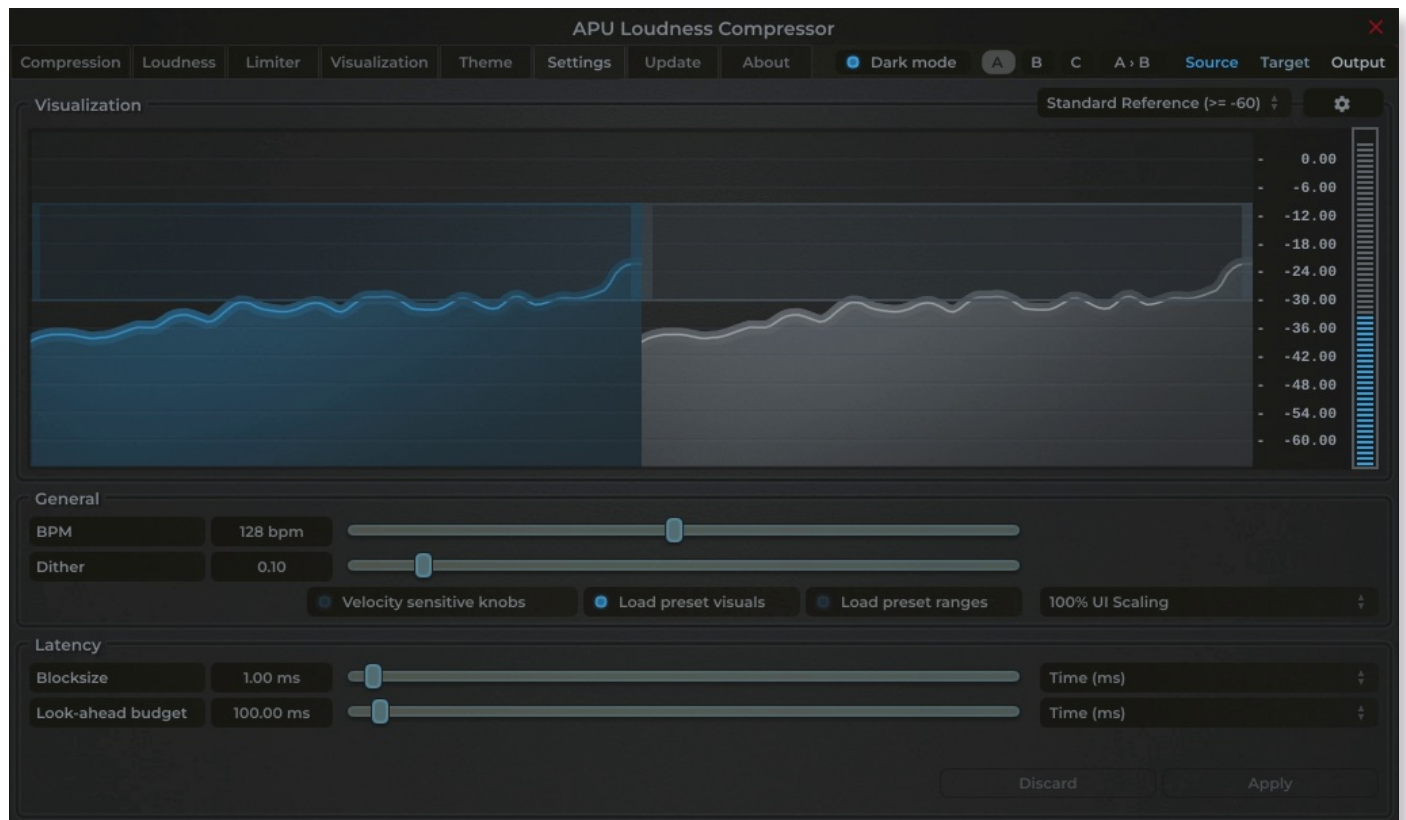 APU Loudness Compressor
Compression Loudness Limiter Visualization Theme Settings Update About Dark mode A B C A › B Source Target Output
Visualization Standard Reference (>= -60)
- 0.00
- -6.00
- -12.00
- -18.00
- -24.00
- -30.00
- -36.00
- -42.00
- -48.00
- -54.00
- -60.00
General
BPM 128 bpm
Dither 0.10
Velocity sensitive knobs Load preset visuals Load preset ranges 100% UI Scaling
Latency
Blocksize 1.00 ms Time (ms)
Look-ahead budget 100.00 ms Time (ms)
Discard Apply